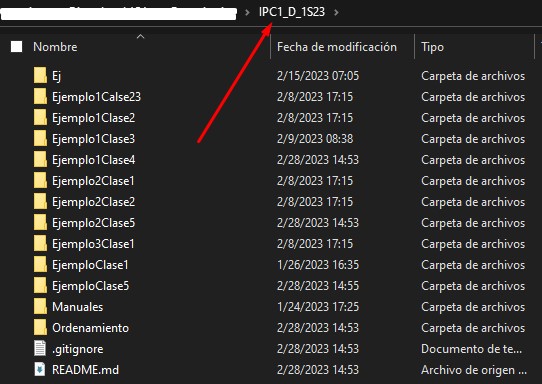 IPC1_D_1S23
Nombre Fecha de modificación Tipo
Ej 2/15/2023 07:05 Carpeta de archivos
Ejemplo1Calse23 2/8/2023 17:15 Carpeta de archivos
Ejemplo1Clase2 2/8/2023 17:15 Carpeta de archivos
Ejemplo1Clase3 2/9/2023 08:38 Carpeta de archivos
Ejemplo1Clase4 2/28/2023 14:53 Carpeta de archivos
Ejemplo2Clase1 2/8/2023 17:15 Carpeta de archivos
Ejemplo2Clase2 2/8/2023 17:15 Carpeta de archivos
Ejemplo2Clase5 2/28/2023 14:53 Carpeta de archivos
Ejemplo3Clase1 2/8/2023 17:15 Carpeta de archivos
EjemploClase1 1/26/2023 16:35 Carpeta de archivos
EjemploClase5 2/28/2023 14:55 Carpeta de archivos
Manuales 1/24/2023 17:25 Carpeta de archivos
Ordenamiento 2/28/2023 14:53 Carpeta de archivos
.gitignore 2/28/2023 14:53 Documento de te...
README.md 2/28/2023 14:53 Archivo de origen ...